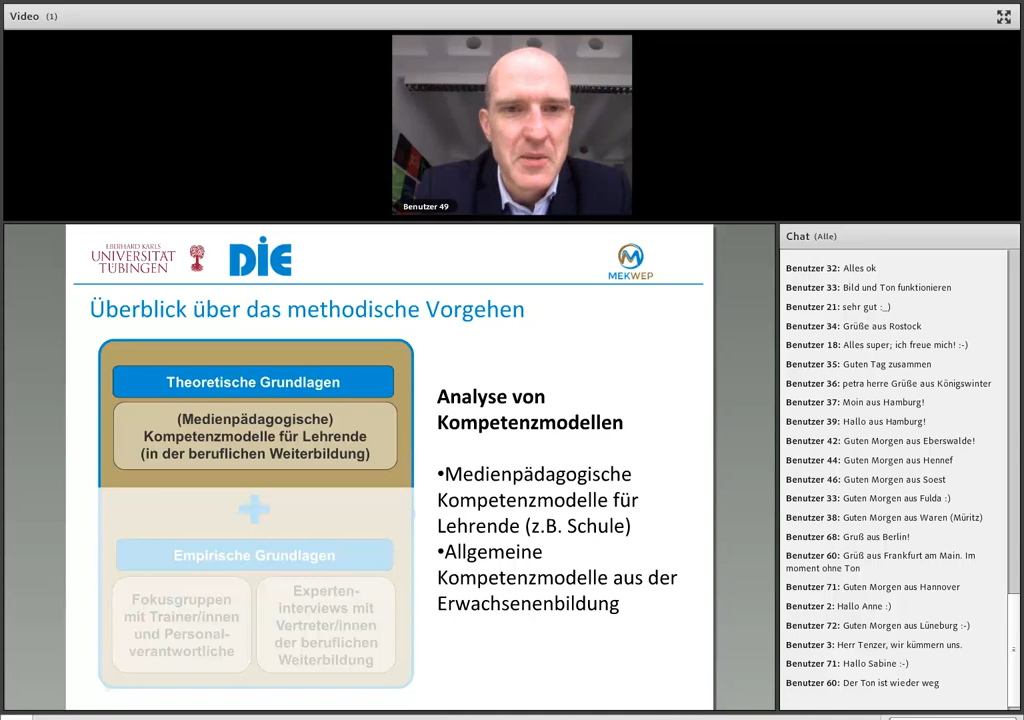 Video (1)
Benutzer 49
EBERHARD KARLS
UNIVERSITÄT
TÜBINGEN
DIE
MEKWEP
Überblick über das methodische Vorgehen
Theoretische Grundlagen
(Medienpädagogische)
Kompetenzmodelle für Lehrende
(in der beruflichen Weiterbildung)
Empirische Grundlagen
Fokusgruppen
mit Trainer/innen
und Personal-
verantwortliche
Experten-
interviews mit
Vertreter/innen
der beruflichen
Weiterbildung
Analyse von
Kompetenzmodellen
•Medienpädagogische
Kompetenzmodelle für
Lehrende (z.B. Schule)
•Allgemeine
Kompetenzmodelle aus der
Erwachsenenbildung
Chat (Alle)
Benutzer 32: Alles ok
Benutzer 33: Bild und Ton funktionieren
Benutzer 21: sehr gut :_)
Benutzer 34: Grüße aus Rostock
Benutzer 18: Alles super; ich freue mich! :-)
Benutzer 35: Guten Tag zusammen
Benutzer 36: petra herre Grüße aus Königswinter
Benutzer 37: Moin aus Hamburg!
Benutzer 39: Hallo aus Hamburg!
Benutzer 42: Guten Morgen aus Eberswalde!
Benutzer 44: Guten Morgen aus Hennef
Benutzer 46: Guten Morgen aus Soest
Benutzer 33: Guten Morgen aus Fulda :)
Benutzer 38: Guten Morgen aus Waren (Müritz)
Benutzer 68: Gruß aus Berlin!
Benutzer 60: Grüß aus Frankfurt am Main. Im
moment ohne Ton
Benutzer 71: Guten Morgen aus Hannover
Benutzer 2: Hallo Anne :)
Benutzer 72: Guten Morgen aus Lüneburg :-)
Benutzer 3: Herr Tenzer, wir kümmern uns.
Benutzer 71: Hallo Sabine :-)
Benutzer 60: Der Ton ist wieder weg